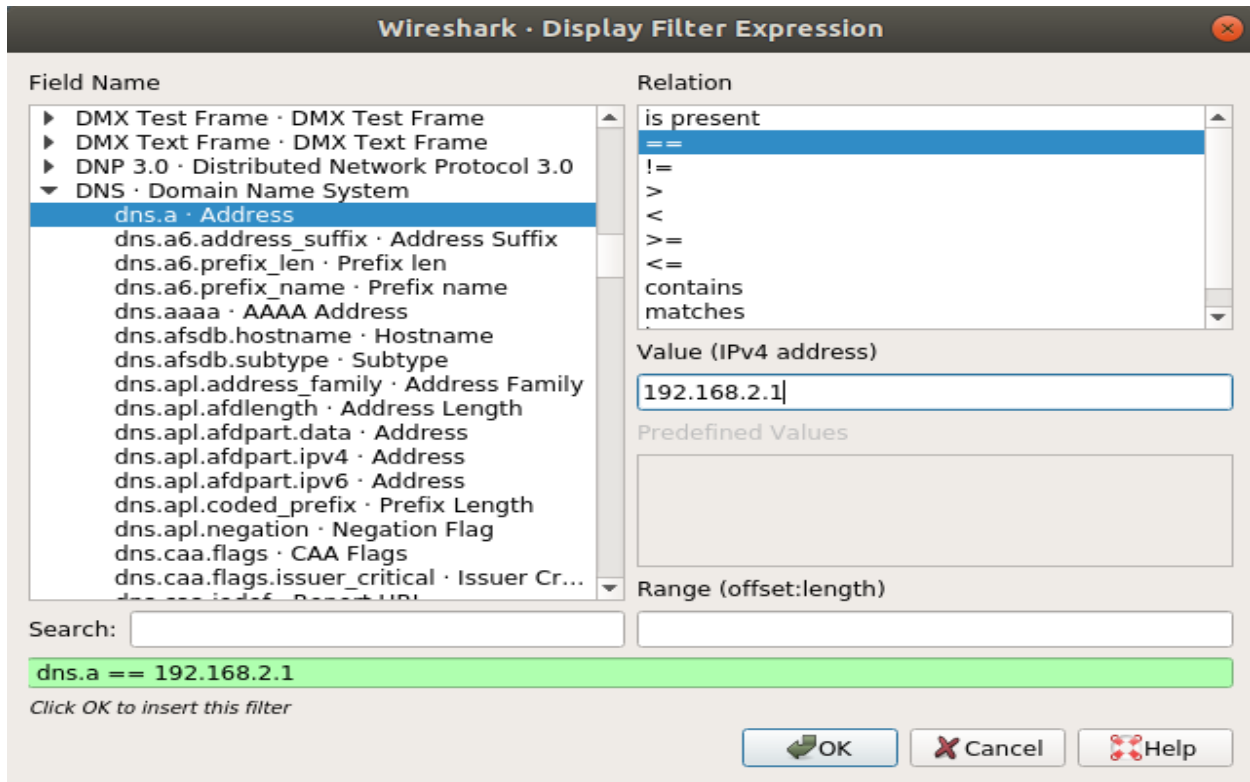 Wireshark · Display Filter Expression
Field Name
DMX Test Frame · DMX Test Frame
DMX Text Frame · DMX Text Frame
DNP 3.0 · Distributed Network Protocol 3.0
DNS · Domain Name System
dns.a · Address
dns.a6.address_suffix · Address Suffix
dns.a6.prefix_len · Prefix len
dns.a6.prefix_name · Prefix name
dns.aaaa · AAAA Address
dns.afsdb.hostname · Hostname
dns.afsdb.subtype · Subtype
dns.apl.address_family · Address Family
dns.apl.afdlength · Address Length
dns.apl.afdpart.data · Address
dns.apl.afdpart.ipv4 · Address
dns.apl.afdpart.ipv6 · Address
dns.apl.coded_prefix · Prefix Length
dns.apl.negation · Negation Flag
dns.caa.flags · CAA Flags
dns.caa.flags.issuer_critical · Issuer Cr...
Search:
Relation
is present
==
!=
>
<
>=
<=
contains
matches
Value (IPv4 address)
192.168.2.1
Predefined Values
Range (offset:length)
dns.a == 192.168.2.1
Click OK to insert this filter
OK
Cancel
Help